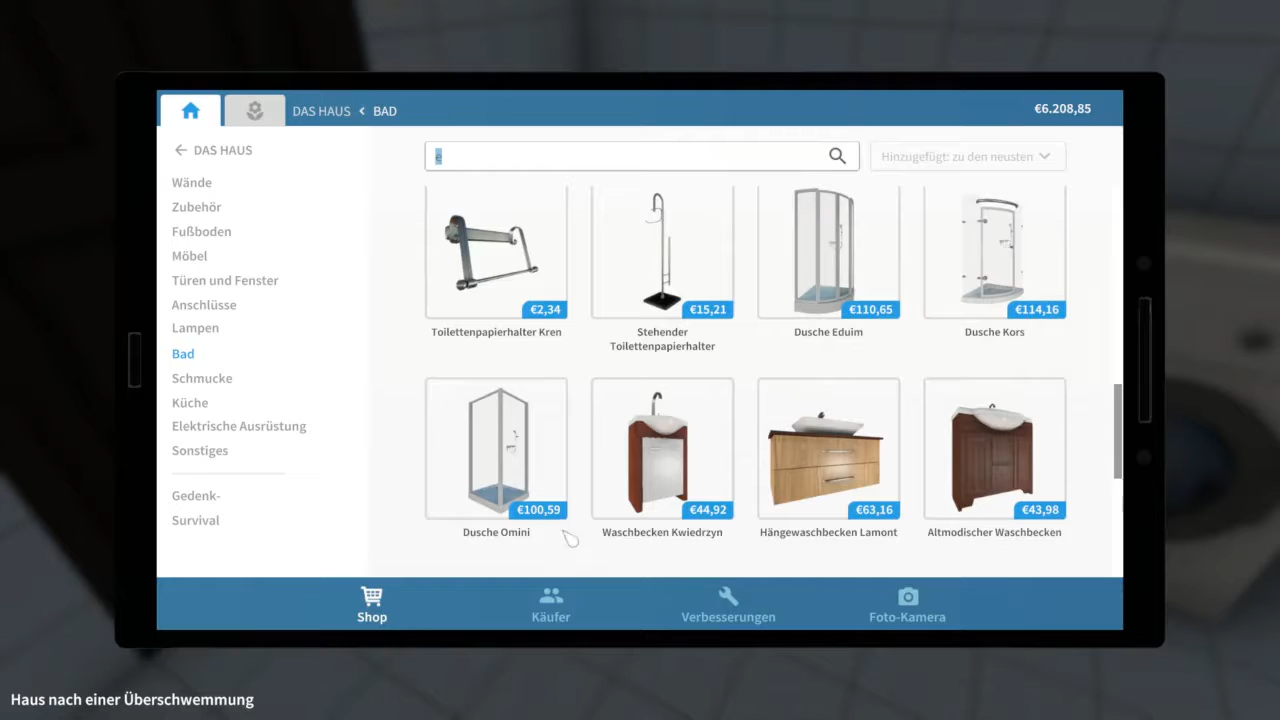 DAS HAUS < BAD
€6.208,85
← DAS HAUS
e
Hinzugefügt: zu den neusten
Wände
Zubehör
Fußboden
Möbel
Türen und Fenster
Anschlüsse
Lampen
Bad
Schmucke
Küche
Elektrische Ausrüstung
Sonstiges
Gedenk-
Survival
€2,34
€15,21
€110,65
€114,16
Toilettenpapierhalter Kren
Stehender
Toilettenpapierhalter
Dusche Eduim
Dusche Kors
€100,59
€44,92
€63,16
€43,98
Dusche Omini
Waschbecken Kwiedrzyn
Hängewaschbecken Lamont
Altmodischer Waschbecken
Shop
Käufer
Verbesserungen
Foto-Kamera
Haus nach einer Überschwemmung